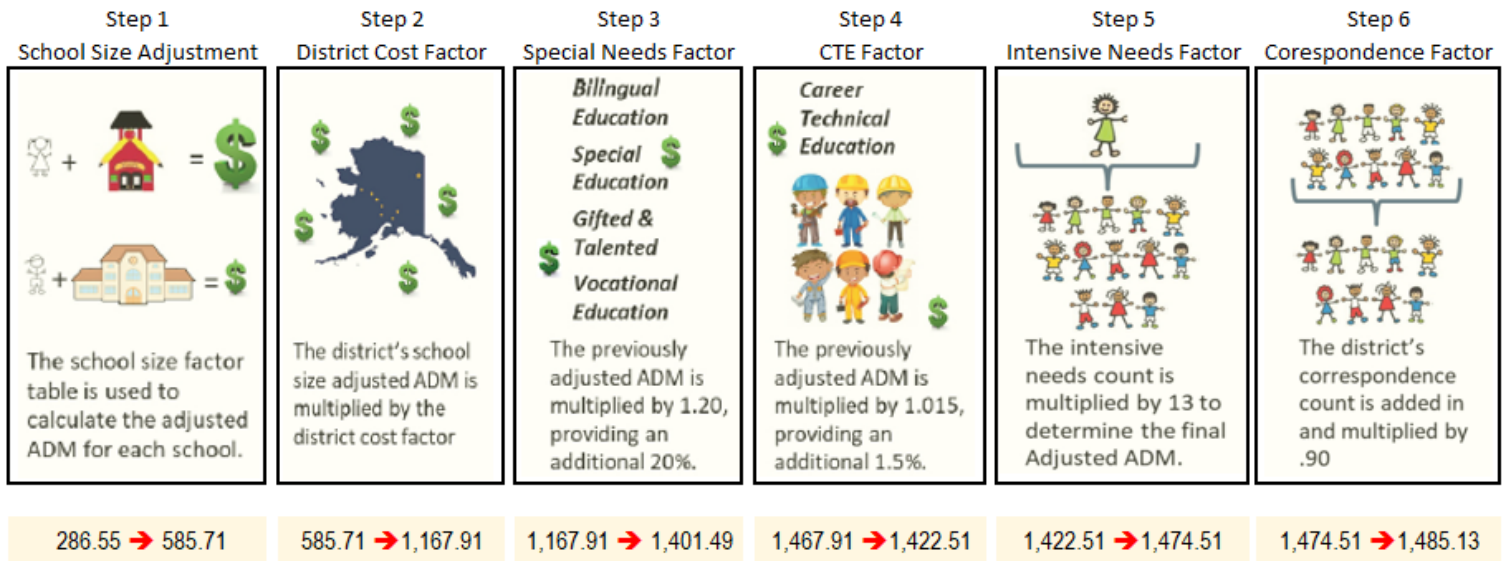 Step 1
School Size Adjustment
The school size factor
table is used to
calculate the adjusted
ADM for each school.
286.55 ➔ 585.71
Step 2
District Cost Factor
The district's school
size adjusted ADM is
multiplied by the
district cost factor
585.71 ➔1,167.91
Step 3
Special Needs Factor
Bilingual
Education
Special
Education
Gifted &
Talented
Vocational
Education
The previously
adjusted ADM is
multiplied by 1.20,
providing an
additional 20%.
1,167.91 ➔ 1,401.49
Step 4
CTE Factor
Career
Technical
Education
The previously
adjusted ADM is
multiplied by 1.015,
providing an
additional 1.5%.
1,467.91 ➔1,422.51
Step 5
Intensive Needs Factor
The intensive
needs count is
multiplied by 13 to
determine the final
Adjusted ADM.
1,422.51 ➔1,474.51
Step 6
Corespondence Factor
The district's
correspondence
count is added in
and multiplied by
.90
1,474.51 ➔1,485.13